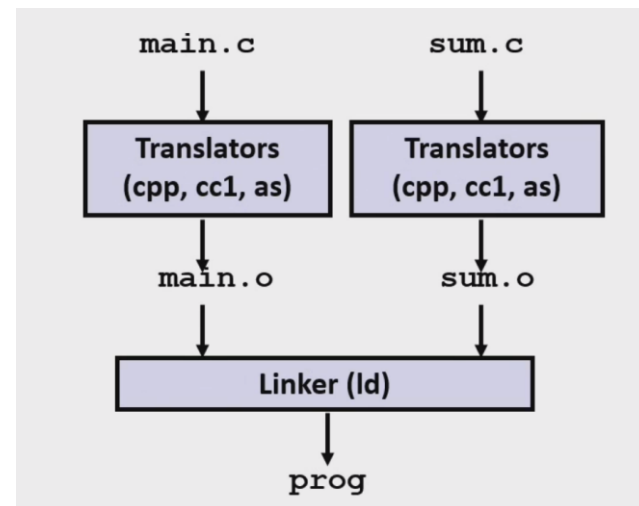 main.c
sum.c
Translators
(cpp, cc1, as)
Translators
(cpp, cc1, as)
main.o
sum.o
Linker (ld)
prog